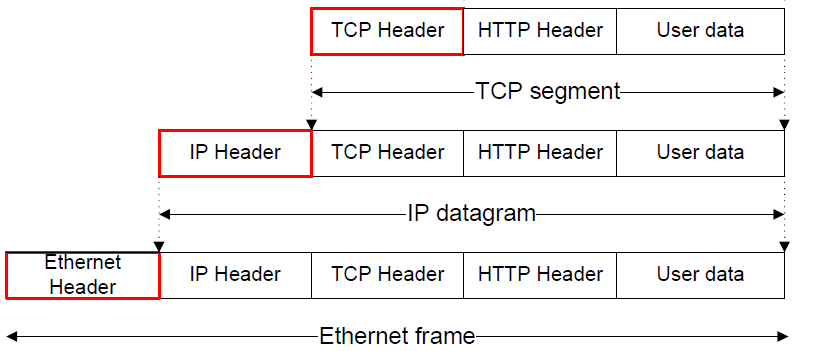 TCP Header HTTP Header User data
TCP segment
IP Header TCP Header HTTP Header User data
IP datagram
Ethernet
Header IP Header TCP Header HTTP Header User data
Ethernet frame